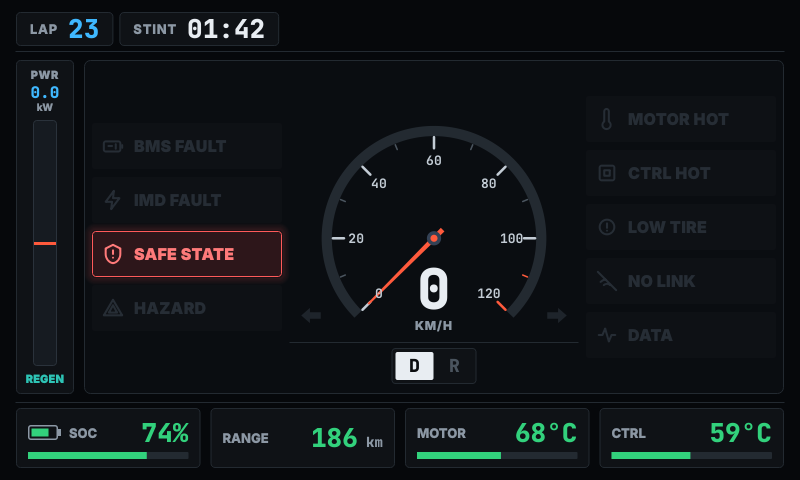 LAP 23 STINT 01:42
PWR
0.0
kW
REGEN
BMS FAULT
IMD FAULT
SAFE STATE
HAZARD
0
20
40
60
80
100
120
0
KM/H
D R
MOTOR HOT
CTRL HOT
LOW TIRE
NO LINK
DATA
SOC 74%
RANGE 186 km
MOTOR 68°C
CTRL 59°C